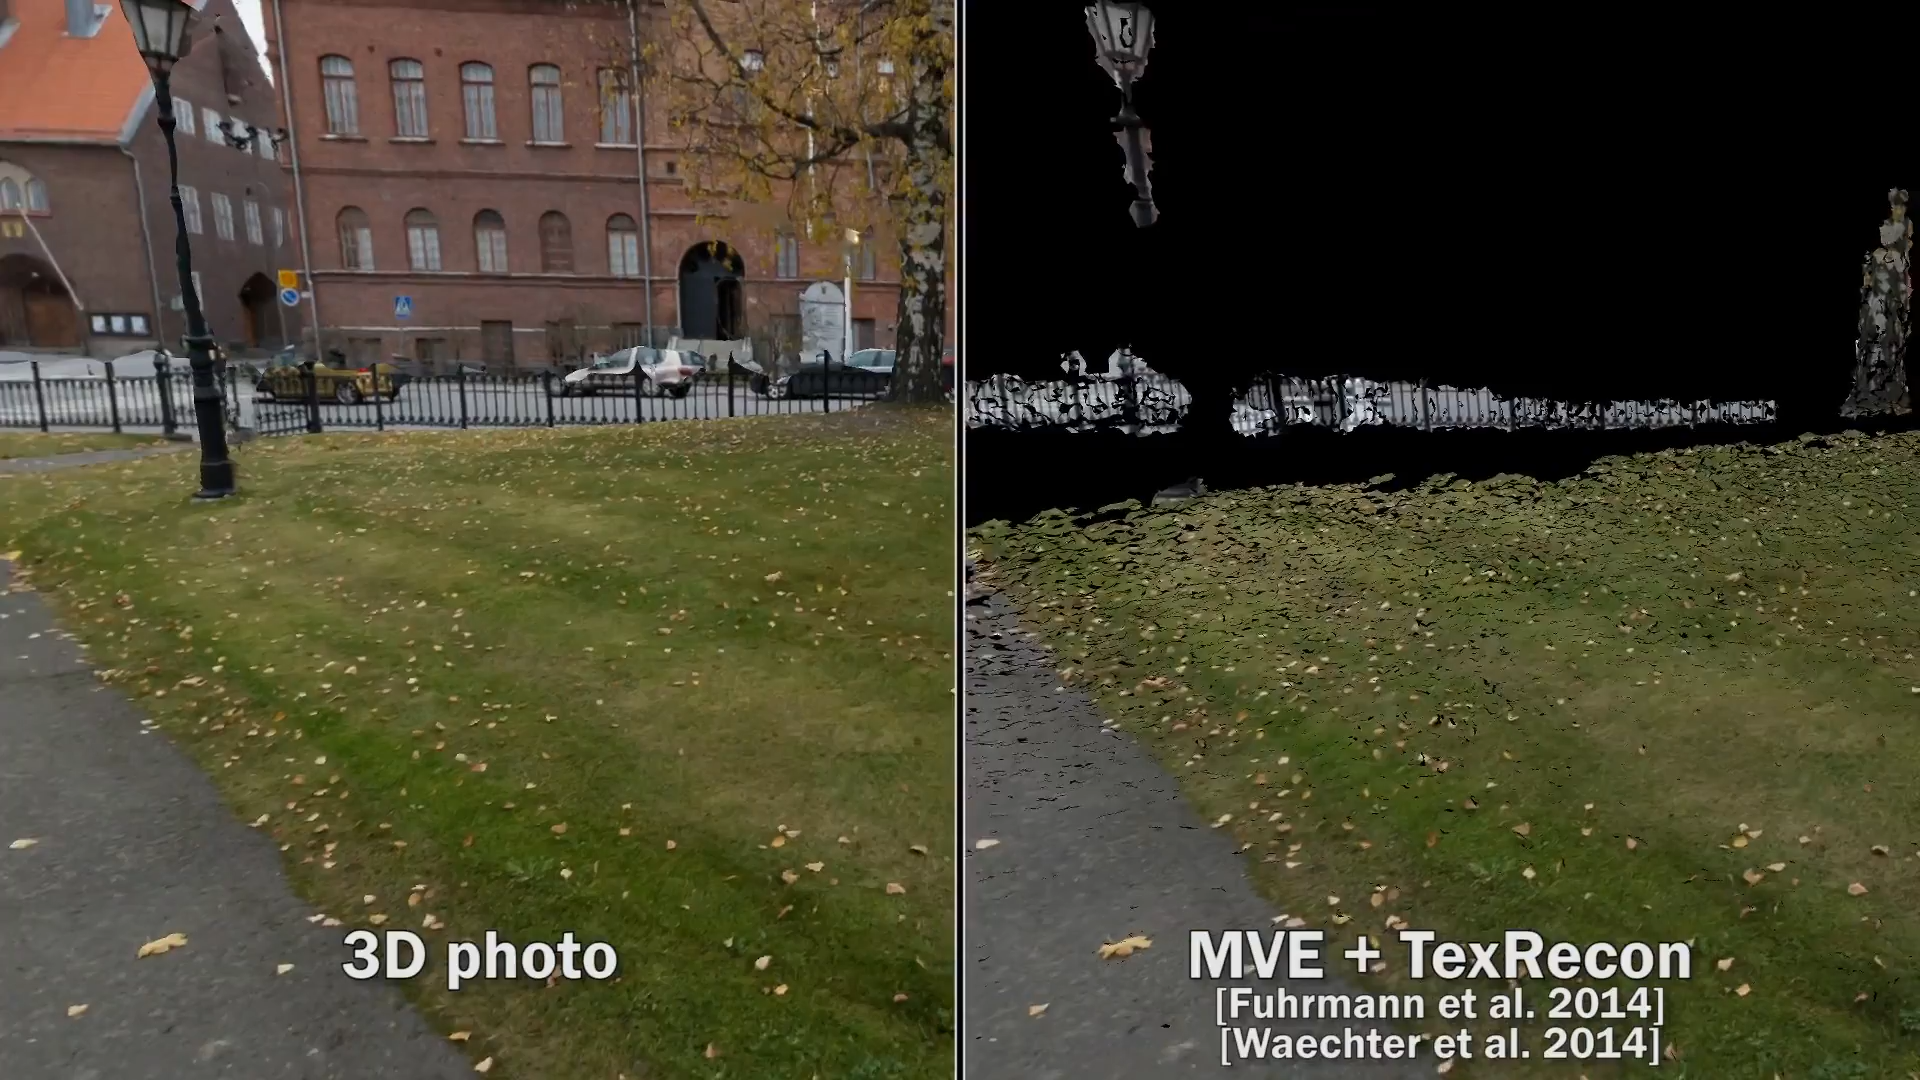 3D photo
MVE + TexRecon
[Fuhrmann et al. 2014]
[Waechter et al. 2014]